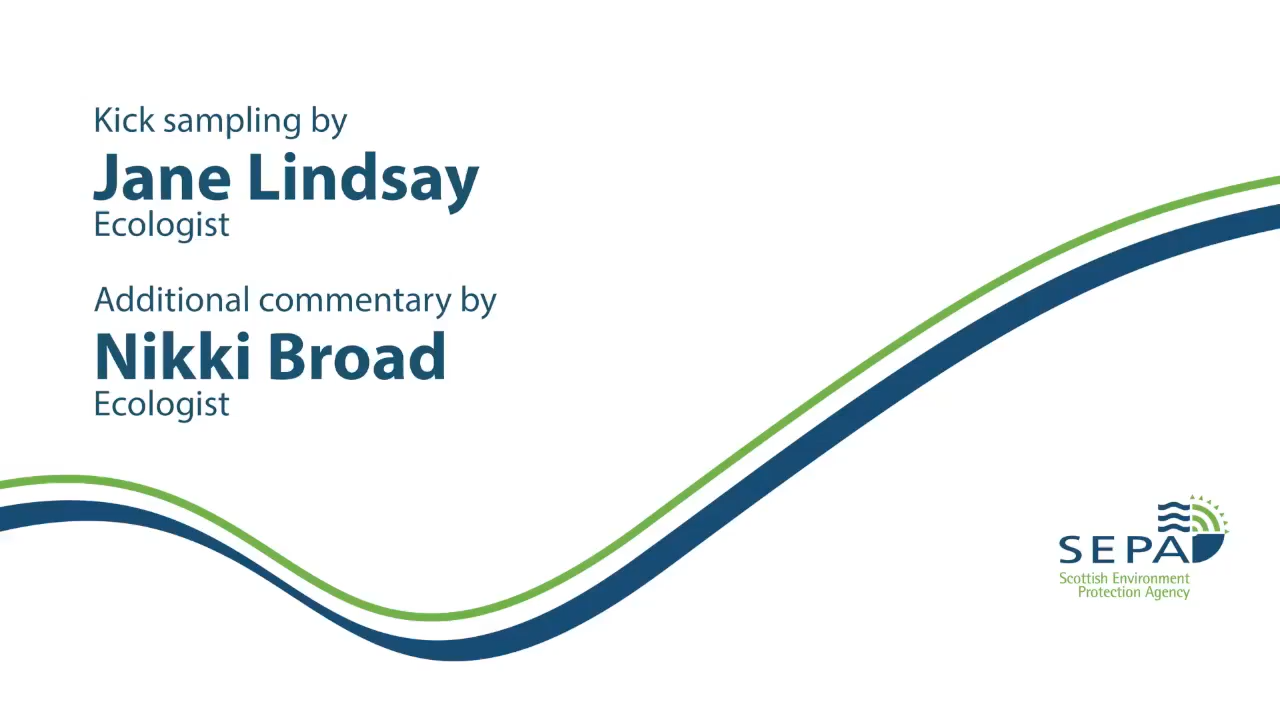 Kick sampling by
Jane Lindsay
Ecologist
Additional commentary by
Nikki Broad
Ecologist
SEPA
Scottish Environment
Protection Agency